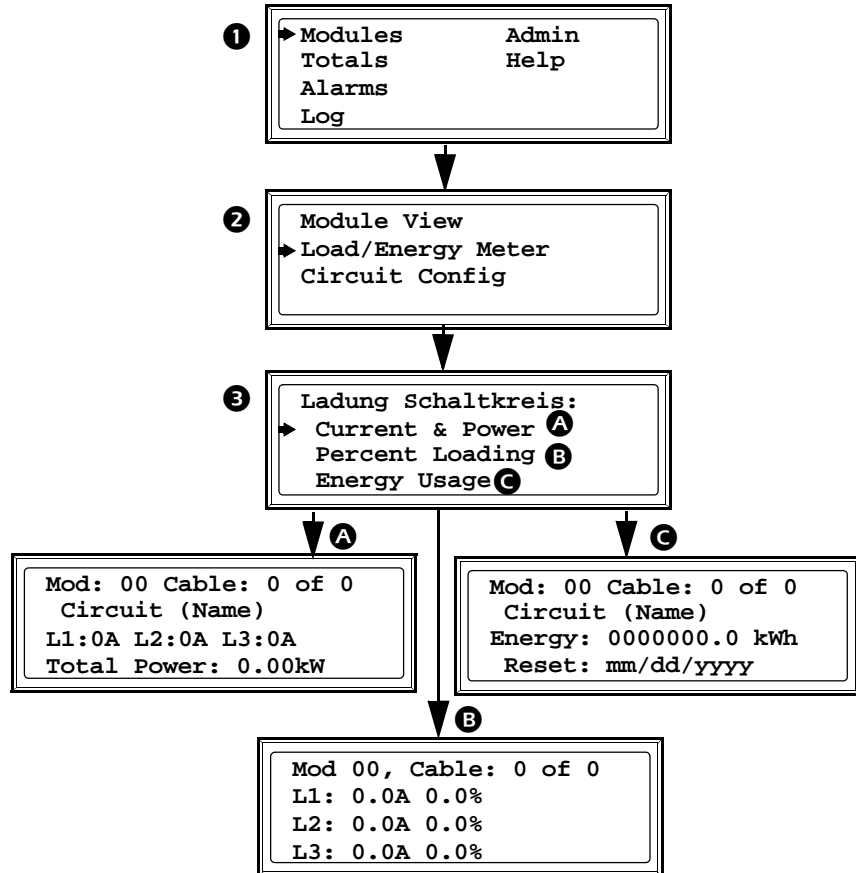 ❶
Modules Admin
Totals Help
Alarms
Log
❷
Module View
Load/Energy Meter
Circuit Config
❸
Ladung Schaltkreis:
Current & Power A
Percent Loading B
Energy Usage C
A
C
Mod: 00 Cable: 0 of 0
Circuit (Name)
L1:0A L2:0A L3:0A
Total Power: 0.00kW
Mod: 00 Cable: 0 of 0
Circuit (Name)
Energy: 0000000.0 kWh
Reset: mm/dd/yyyy
B
Mod 00, Cable: 0 of 0
L1: 0.0A 0.0%
L2: 0.0A 0.0%
L3: 0.0A 0.0%